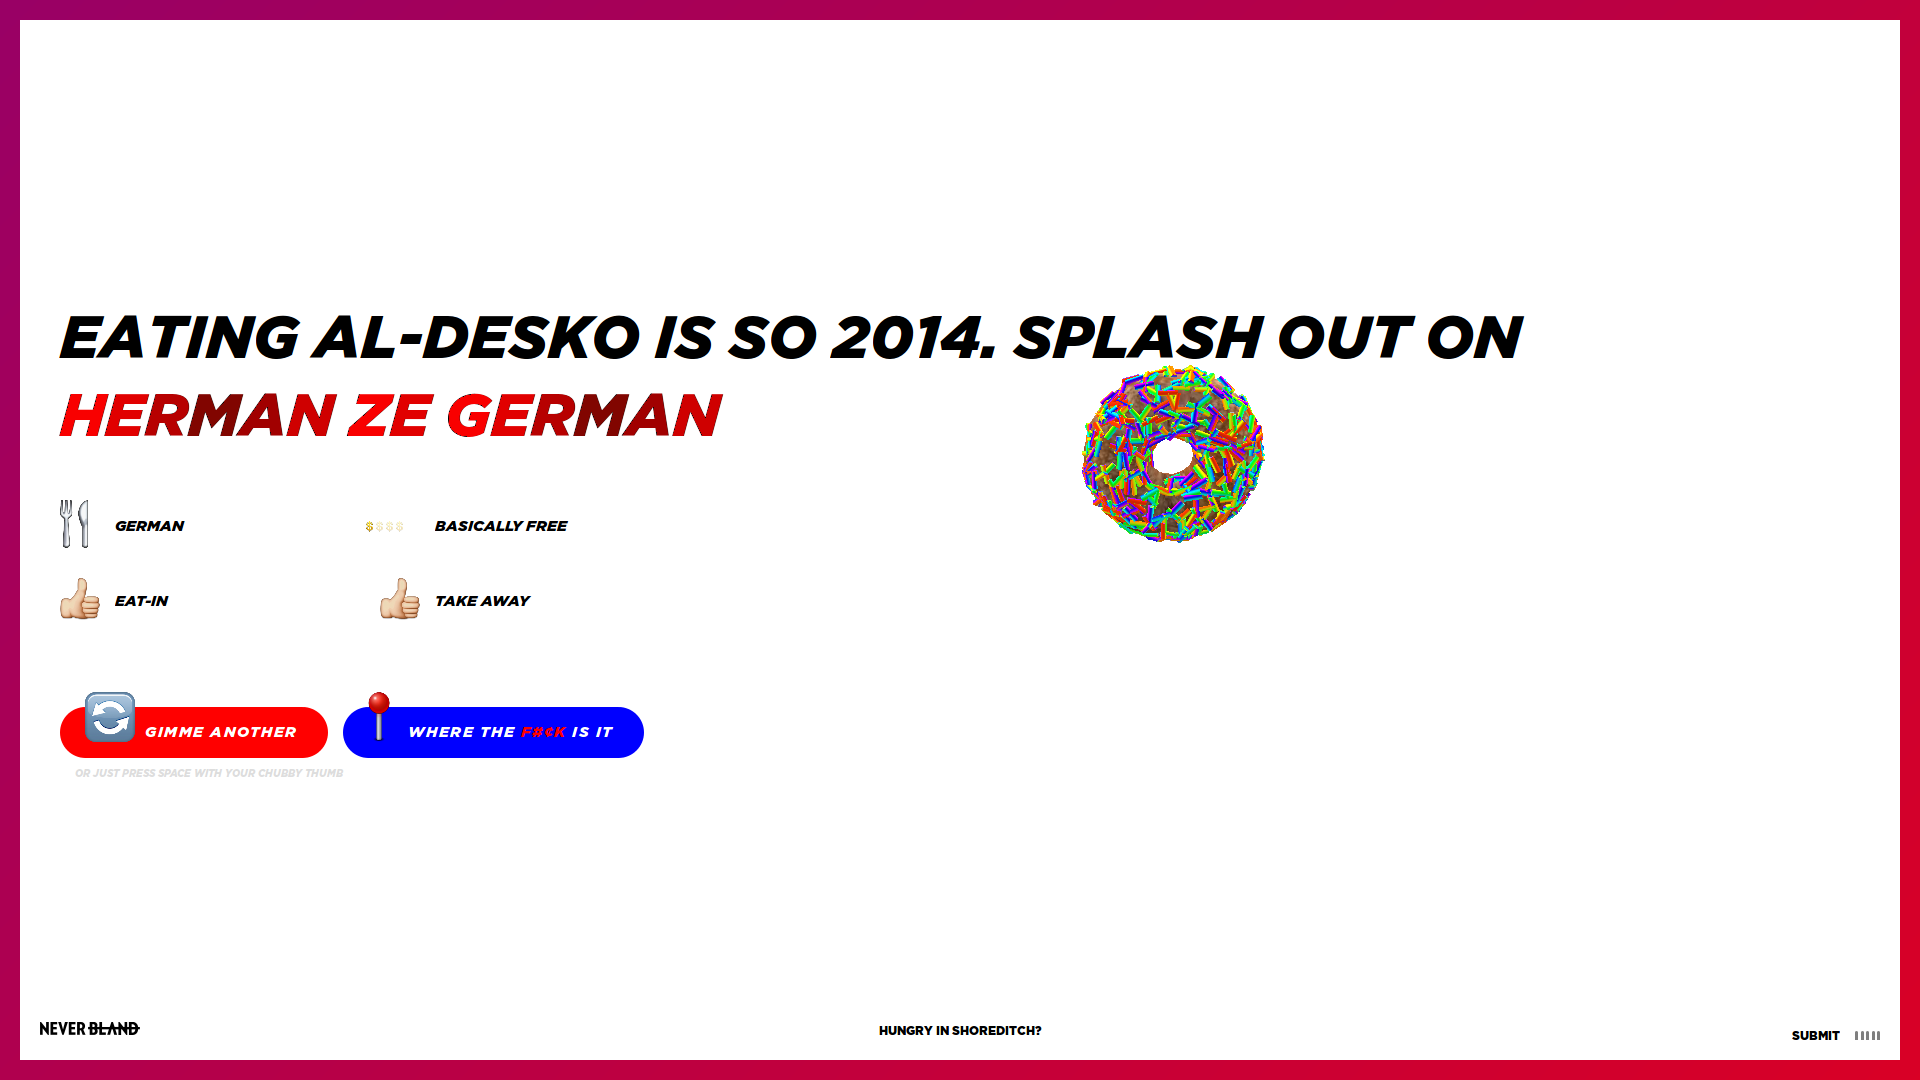 EATING AL-DESKO IS SO 2014. SPLASH OUT ON
HERMAN ZE GERMAN
GERMAN
$$$$ BASICALLY FREE
EAT-IN
TAKE AWAY
GIMME ANOTHER
WHERE THE F#¢K IS IT
OR JUST PRESS SPACE WITH YOUR CHUBBY THUMB
NEVER BLAND
HUNGRY IN SHOREDITCH?
SUBMIT